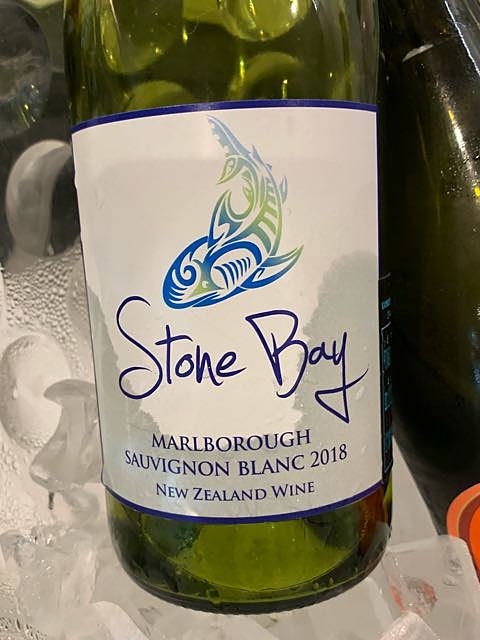 Stone Bay
MARLBOROUGH
SAUVIGNON BLANC 2018
NEW ZEALAND WINE